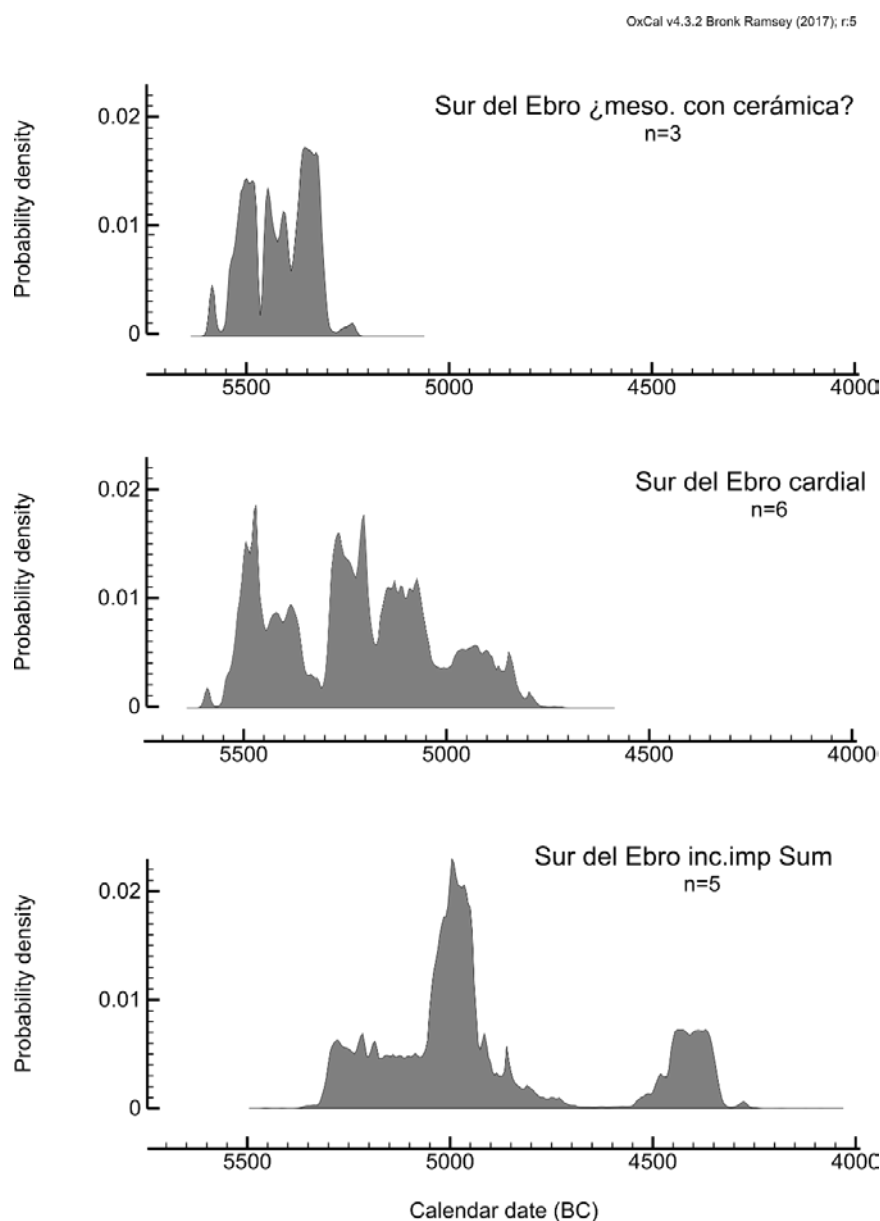 OxCal v4.3.2 Bronk Ramsey (2017); r:5
Sur del Ebro ¿meso. con cerámica?
n=3
Probability density
0.02
0.01
0
5500 5000 4500 4000
Sur del Ebro cardial
n=6
Probability density
0.02
0.01
0
5500 5000 4500 4000
Sur del Ebro inc.imp Sum
n=5
Probability density
0.02
0.01
0
5500 5000 4500 4000
Calendar date (BC)